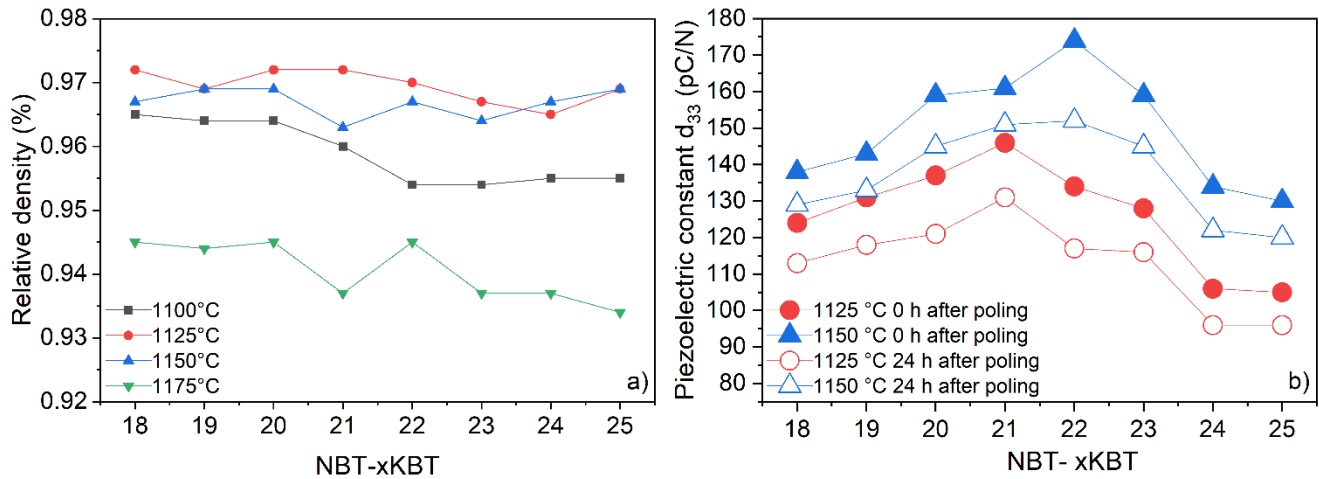 0.98
0.97
0.96
0.95
0.94
0.93
0.92
Relative density (%)
1100°C
1125°C
1150°C
1175°C
a)
18 19 20 21 22 23 24 25
NBT-xKBT
180
170
160
150
140
130
120
110
100
90
80
Piezoelectric constant d33 (pC/N)
1125 °C 0 h after poling
1150 °C 0 h after poling
1125 °C 24 h after poling
1150 °C 24 h after poling
b)
18 19 20 21 22 23 24 25
NBT- xKBT